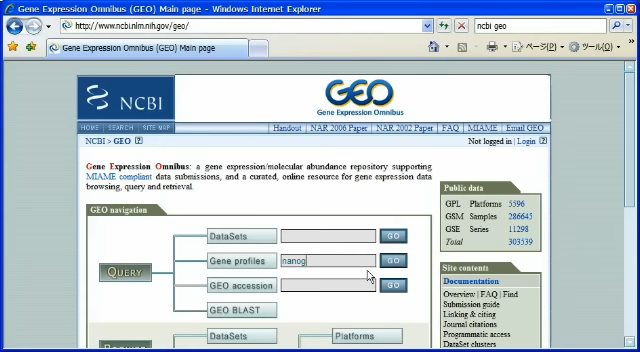 Gene Expression Omnibus (GEO) Main page - Windows Internet Explorer
http://www.ncbi.nlm.nih.gov/geo/
ncbi geo
Gene Expression Omnibus (GEO) Main page
ページ(P)
ツール(O)
NCBI
GEO
Gene Expression Omnibus
HOME | SEARCH | SITE MAP
Handout | NAR 2006 Paper | NAR 2002 Paper | FAQ | MIAME | Email GEO
NCBI > GEO ?
Not logged in | Login ?
Gene Expression Omnibus: a gene expression/molecular abundance repository supporting
MIAME compliant data submissions, and a curated, online resource for gene expression data
browsing, query and retrieval.
GEO navigation
QUERY
DataSets
GO
Gene profiles
nanog
GO
GEO accession
GO
GEO BLAST
DataSets
Platforms
Public data
GPL Platforms 5596
GSM Samples 286645
GSE Series 11298
Total 303539
Site contents
Documentation
Overview | FAQ | Find
Submission guide
Linking & citing
Journal citations
Programmatic access
DataSet clusters